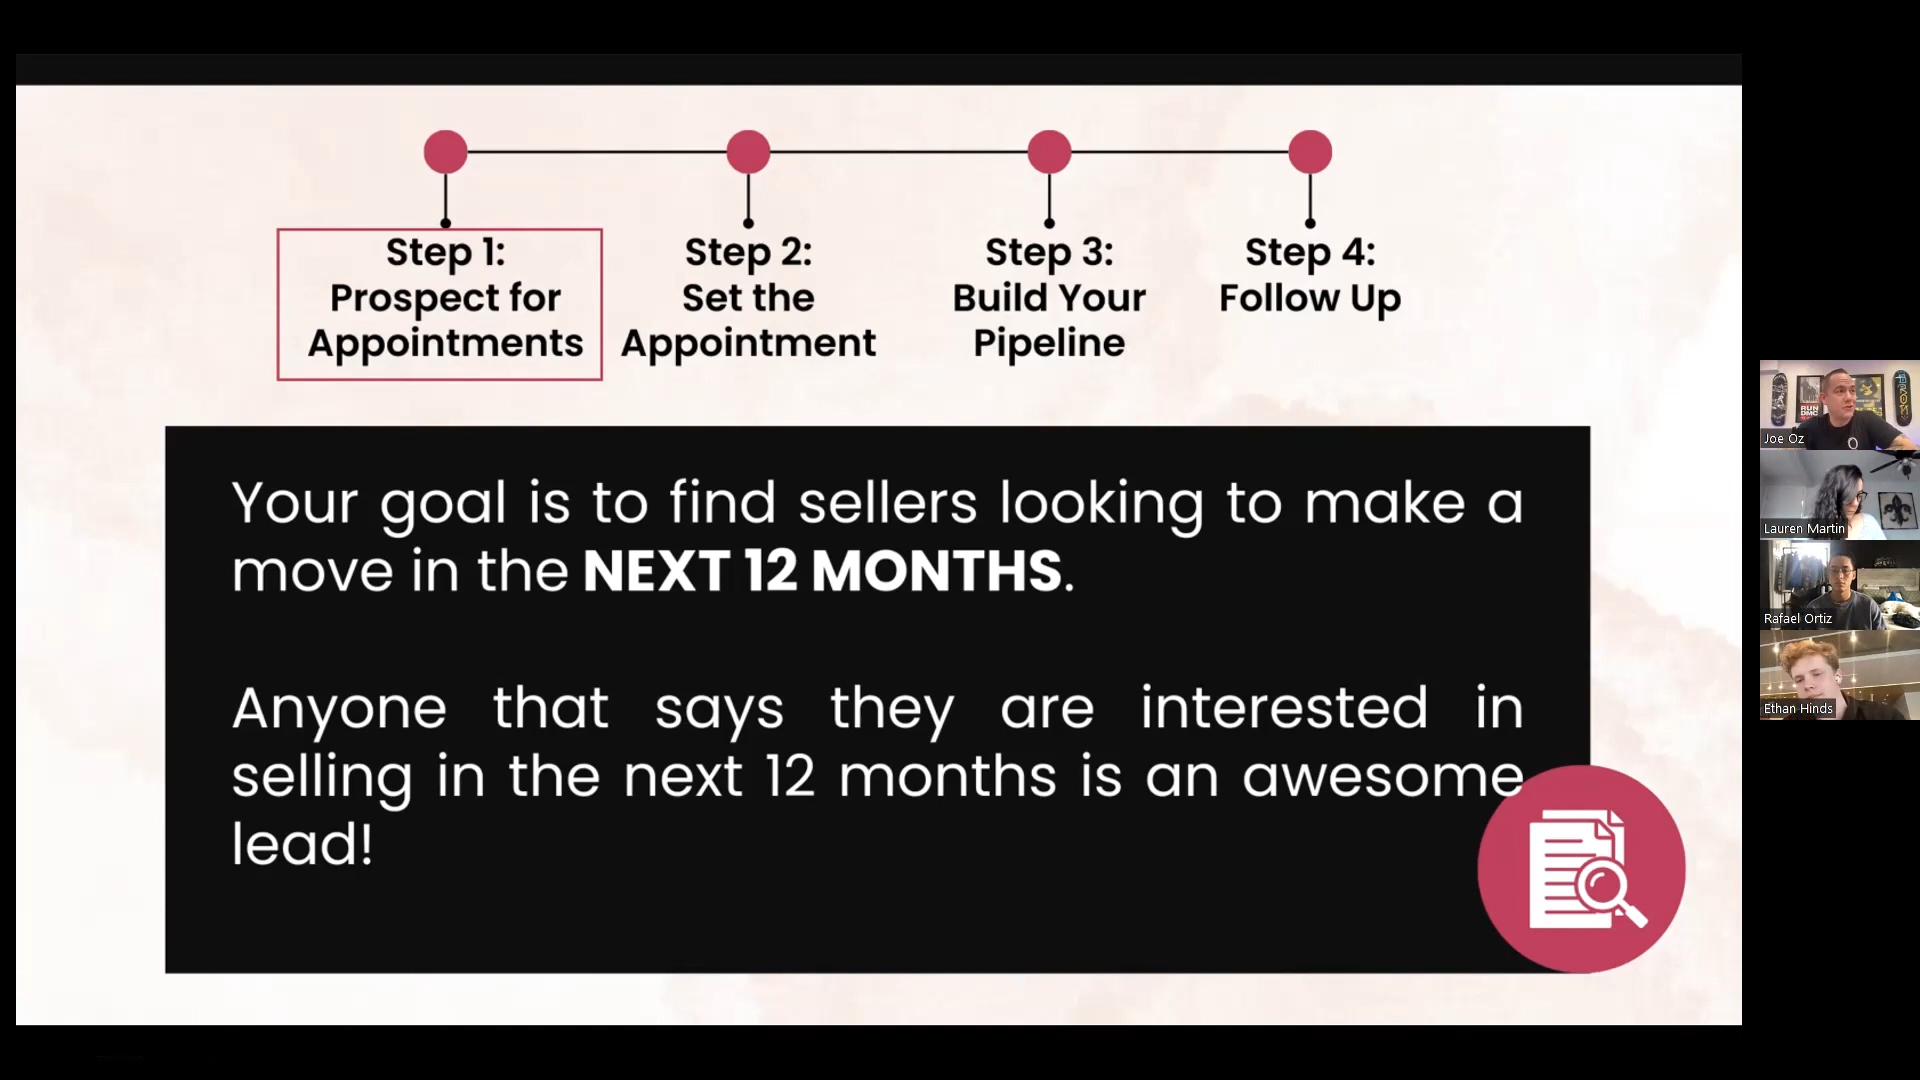 Step 1:
Prospect for
Appointments
Step 2:
Set the
Appointment
Step 3:
Build Your
Pipeline
Step 4:
Follow Up
Your goal is to find sellers looking to make a
move in the NEXT 12 MONTHS.
Anyone that says they are interested in
selling in the next 12 months is an awesome
lead!
RUN
DMC
Joe Oz
Lauren Martin
Rafael Ortiz
Ethan Hinds